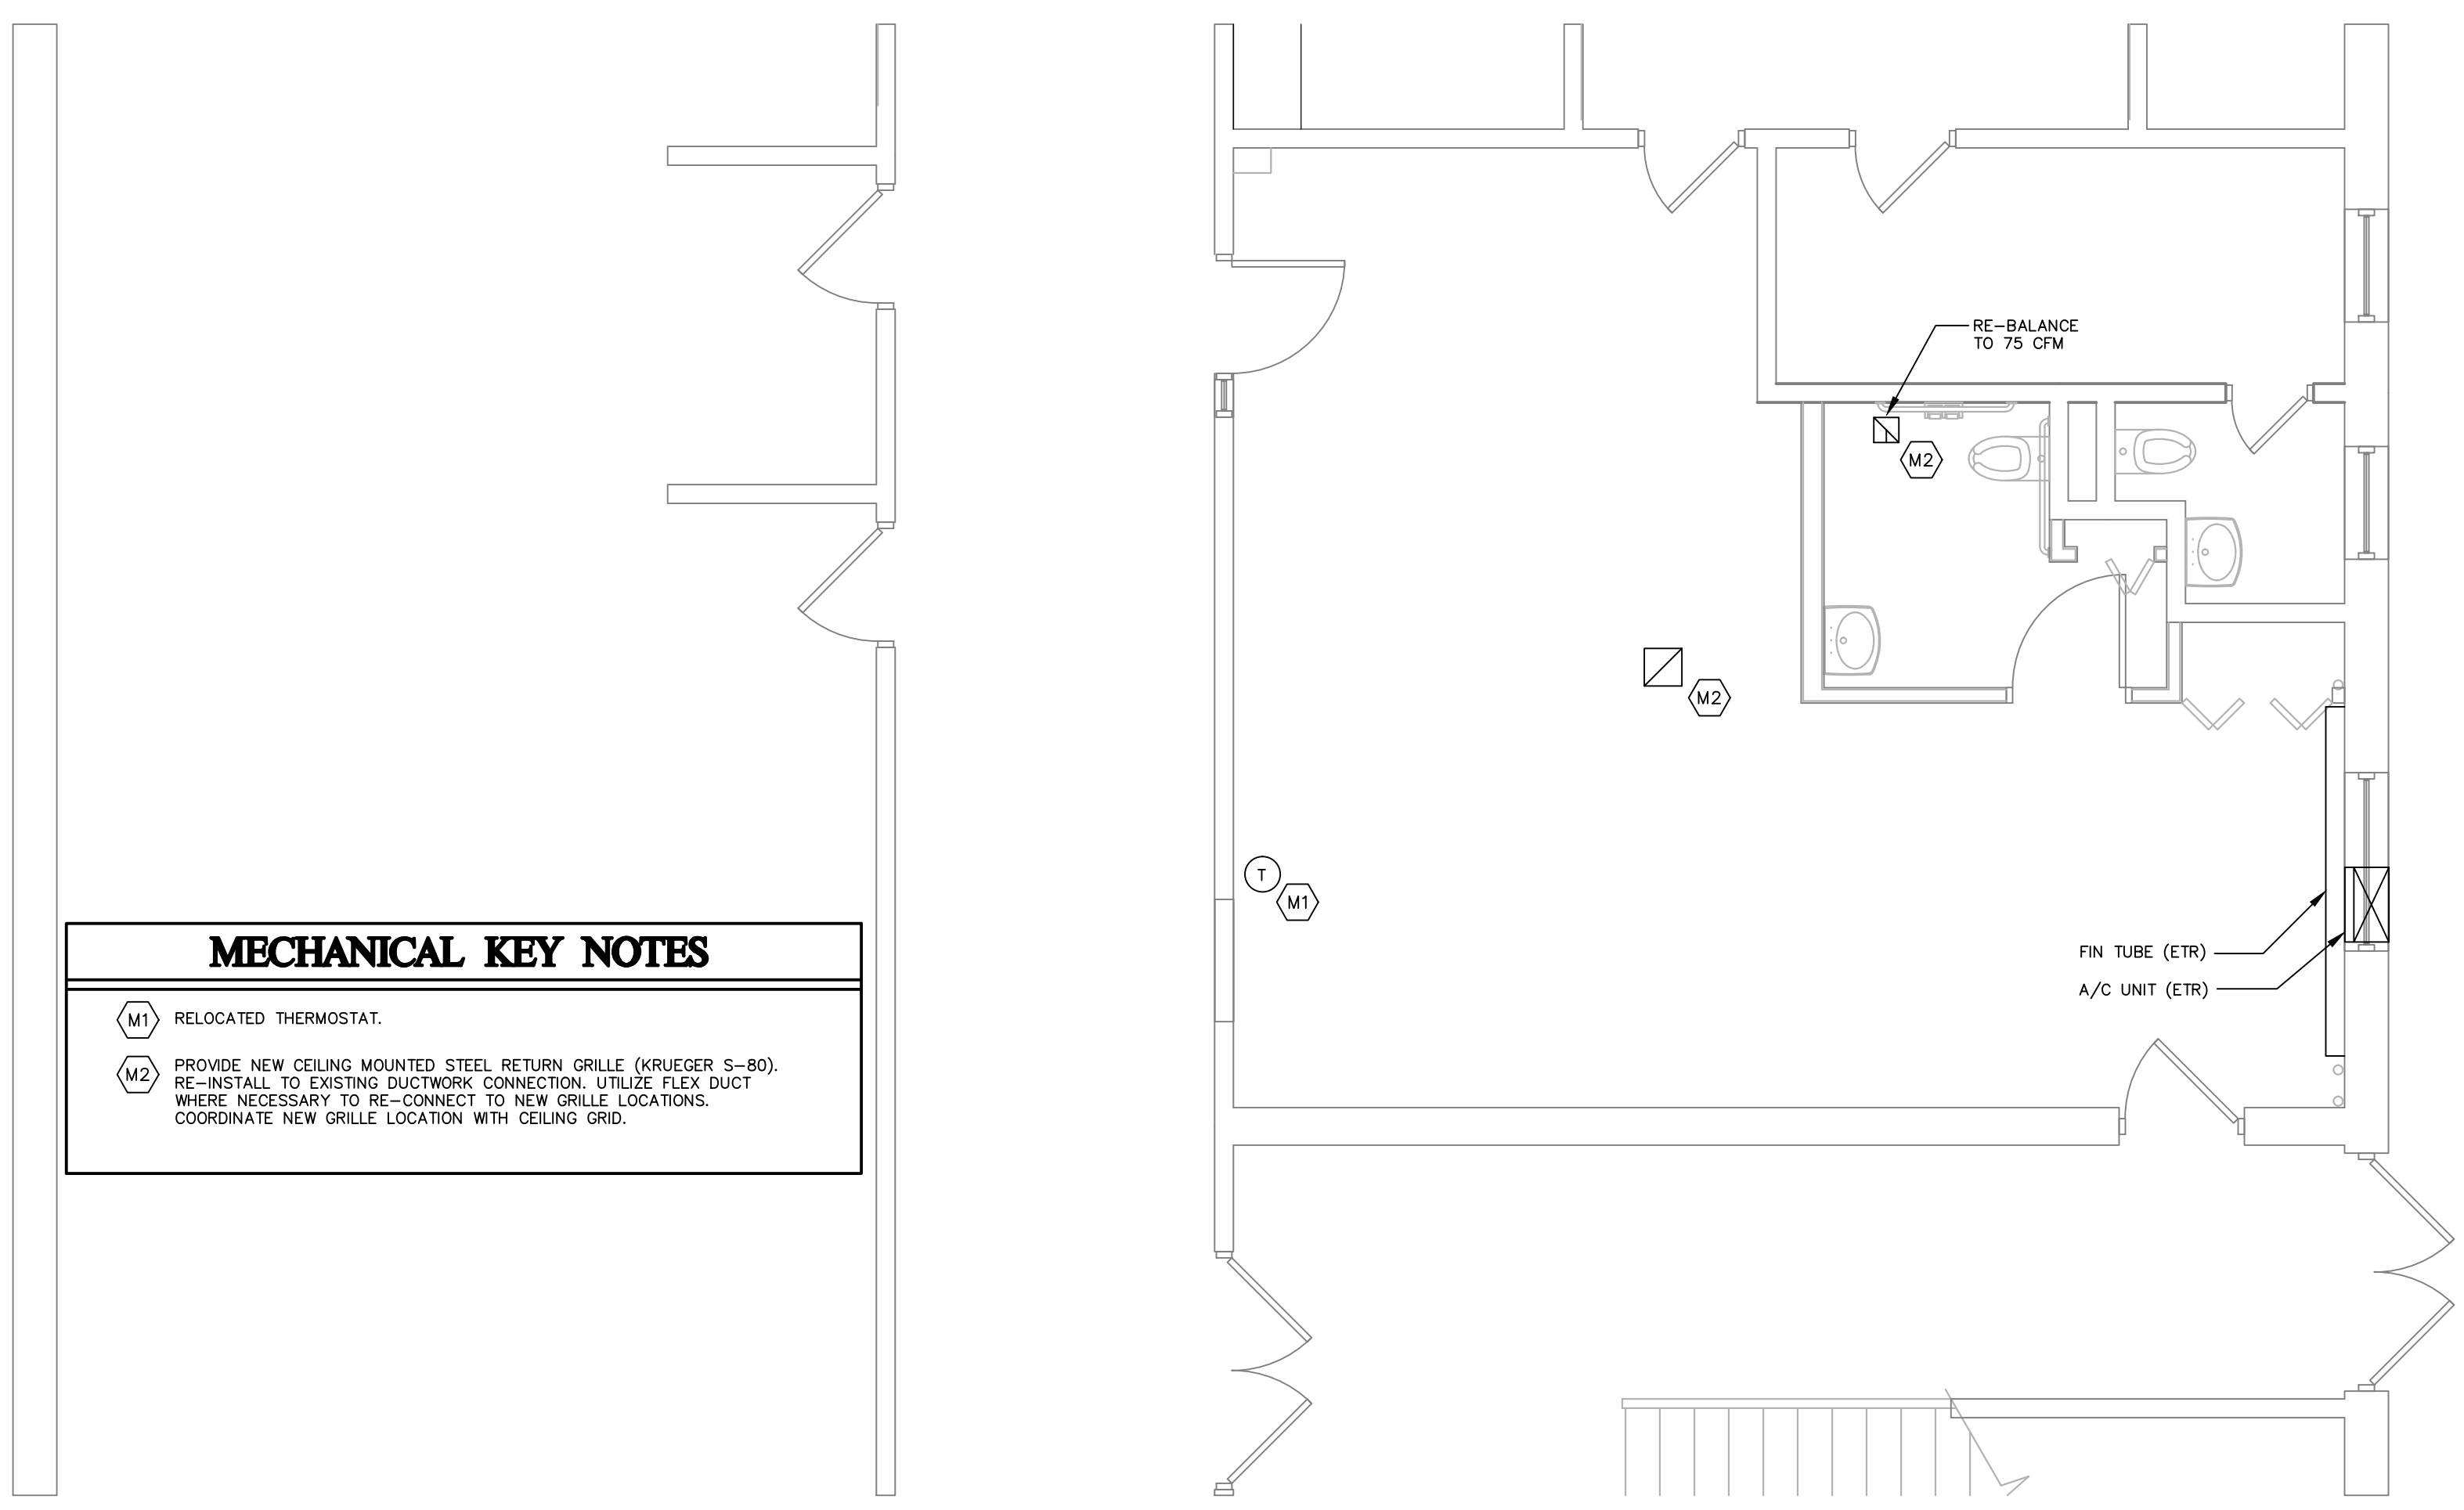 RE-BALANCE
TO 75 CFM
M2
M2
T
M1
FIN TUBE (ETR)
A/C UNIT (ETR)
MECHANICAL KEY NOTES
M1 RELOCATED THERMOSTAT.
M2 PROVIDE NEW CEILING MOUNTED STEEL RETURN GRILLE (KRUEGER S-80).
RE-INSTALL TO EXISTING DUCTWORK CONNECTION. UTILIZE FLEX DUCT
WHERE NECESSARY TO RE-CONNECT TO NEW GRILLE LOCATIONS.
COORDINATE NEW GRILLE LOCATION WITH CEILING GRID.